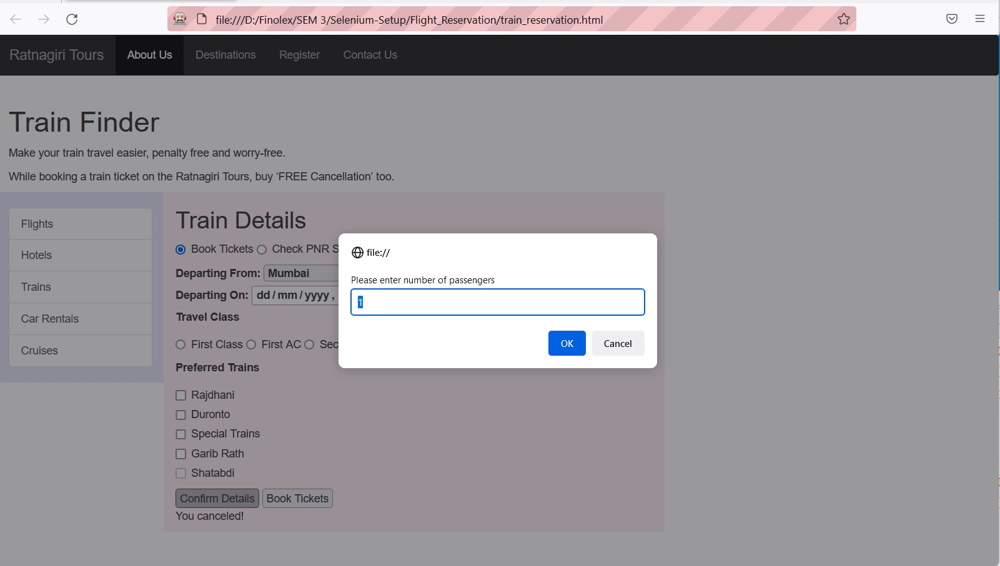 file:///D:/Finolex/SEM 3/Selenium-Setup/Flight_Reservation/train_reservation.html
Ratnagiri Tours About Us Destinations Register Contact Us
Train Finder
Make your train travel easier, penalty free and worry-free.
While booking a train ticket on the Ratnagiri Tours, buy ‘FREE Cancellation’ too.
Flights
Hotels
Trains
Car Rentals
Cruises
Train Details
Book Tickets Check PNR S
Departing From: Mumbai
Departing On: dd/mm/yyyy,
Travel Class
First Class First AC Sec
Preferred Trains
Rajdhani
Duronto
Special Trains
Garib Rath
Shatabdi
Confirm Details Book Tickets
You canceled!
file://
Please enter number of passengers
1
OK Cancel